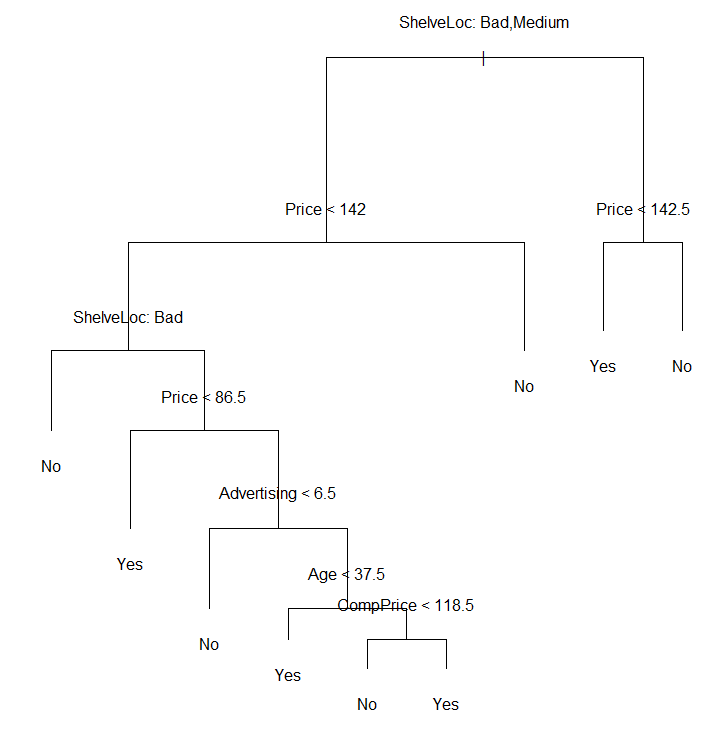 ShelveLoc: Bad,Medium
Price < 142
Price < 142.5
ShelveLoc: Bad
Yes
No
No
Price < 86.5
No
Advertising < 6.5
Yes
Age < 37.5
CompPrice < 118.5
No
Yes
No
Yes